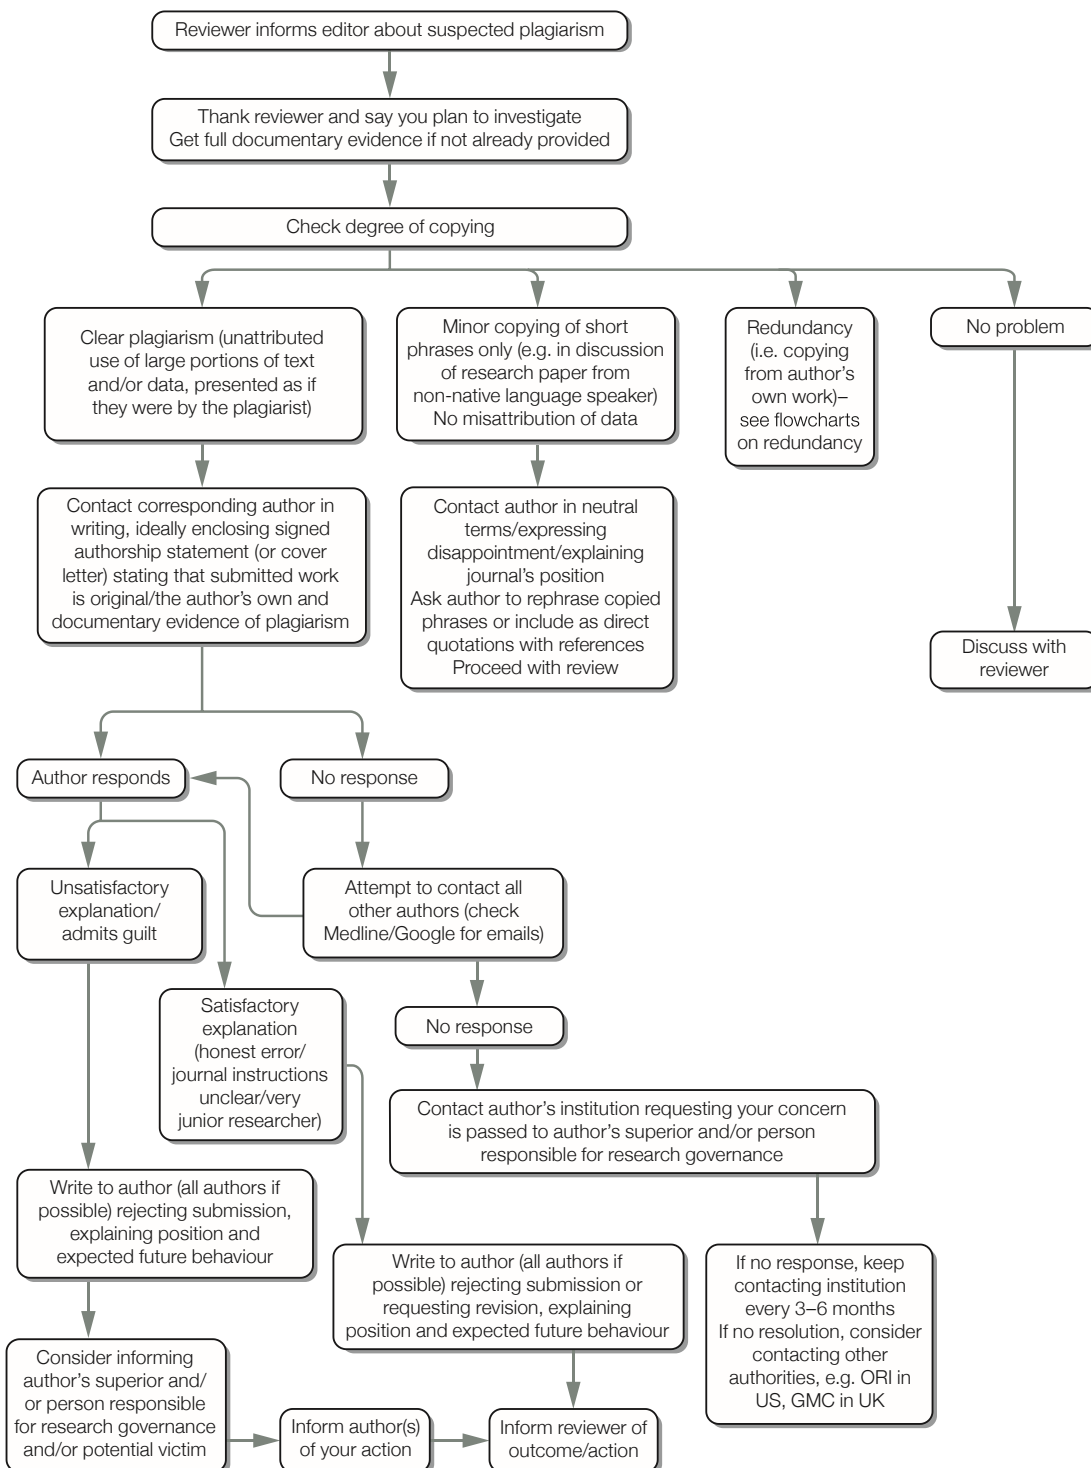 Reviewer informs editor about suspected plagiarism
Thank reviewer and say you plan to investigate
Get full documentary evidence if not already provided
Check degree of copying
Clear plagiarism (unattributed
use of large portions of text
and/or data, presented as if
they were by the plagiarist)
Minor copying of short
phrases only (e.g. in discussion
of research paper from
non-native language speaker)
No misattribution of data
Redundancy
(i.e. copying
from author's
own work)–
see flowcharts
on redundancy
No problem
Contact corresponding author in
writing, ideally enclosing signed
authorship statement (or cover
letter) stating that submitted work
is original/the author's own and
documentary evidence of plagiarism
Contact author in neutral
terms/expressing
disappointment/explaining
journal's position
Ask author to rephrase copied
phrases or include as direct
quotations with references
Proceed with review
Discuss with
reviewer
Author responds
No response
Unsatisfactory
explanation/
admits guilt
Attempt to contact all
other authors (check
Medline/Google for emails)
Satisfactory
explanation
(honest error/
journal instructions
unclear/very
junior researcher)
No response
Contact author's institution requesting your concern
is passed to author's superior and/or person
responsible for research governance
Write to author (all authors if
possible) rejecting submission,
explaining position and
expected future behaviour
Write to author (all authors if
possible) rejecting submission or
requesting revision, explaining
position and expected future behaviour
If no response, keep
contacting institution
every 3–6 months
If no resolution, consider
contacting other
authorities, e.g. ORI in
US, GMC in UK
Consider informing
author's superior and/
or person responsible
for research governance
and/or potential victim
Inform author(s)
of your action
Inform reviewer of
outcome/action